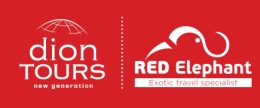 dion
TOURS
new generation
RED Elephant
Exotic travel specialist